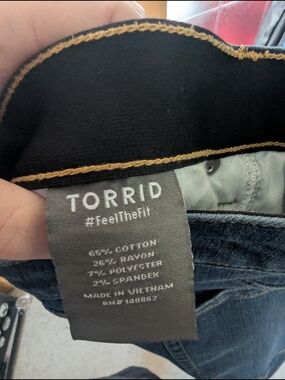 TORRID
#FeelTheFit
65% COTTON
26% RAYON
7% POLYESTER
2% SPANDEX
MADE IN VIETNAM
RN# 148862